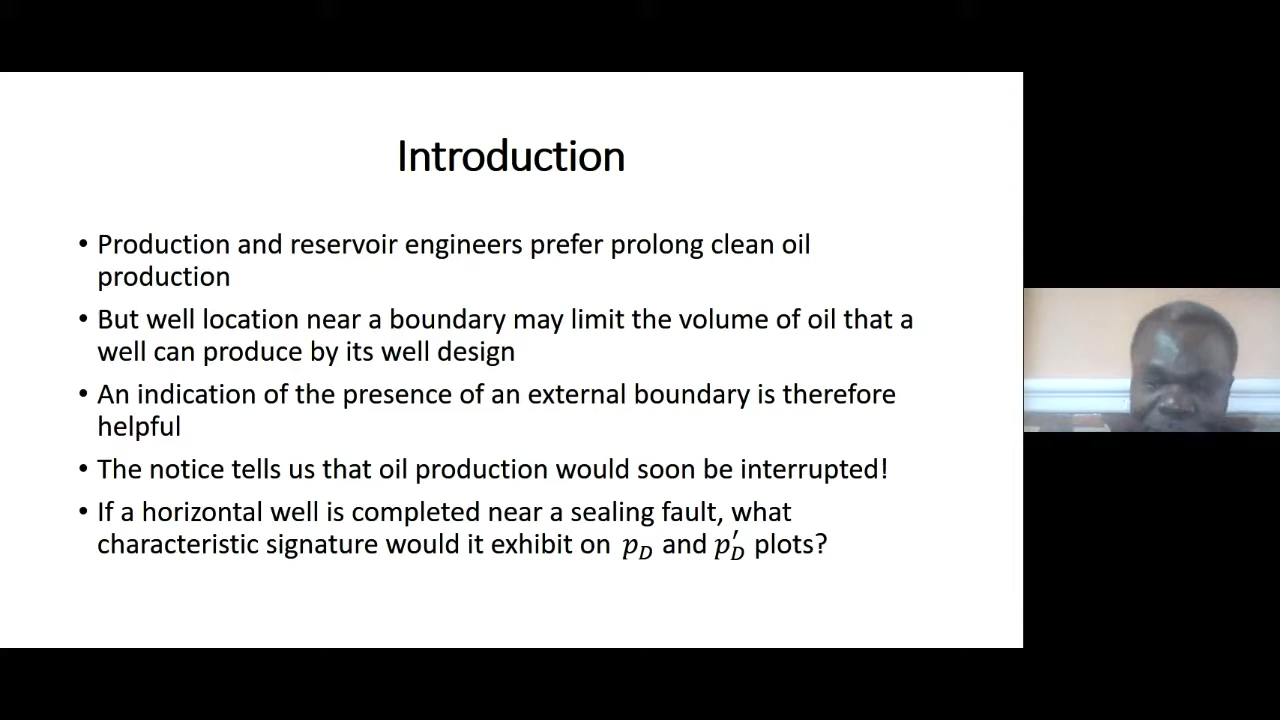 Introduction
• Production and reservoir engineers prefer prolong clean oil
production
• But well location near a boundary may limit the volume of oil that a
well can produce by its well design
• An indication of the presence of an external boundary is therefore
helpful
• The notice tells us that oil production would soon be interrupted!
• If a horizontal well is completed near a sealing fault, what
characteristic signature would it exhibit on p_D and p′_D plots?